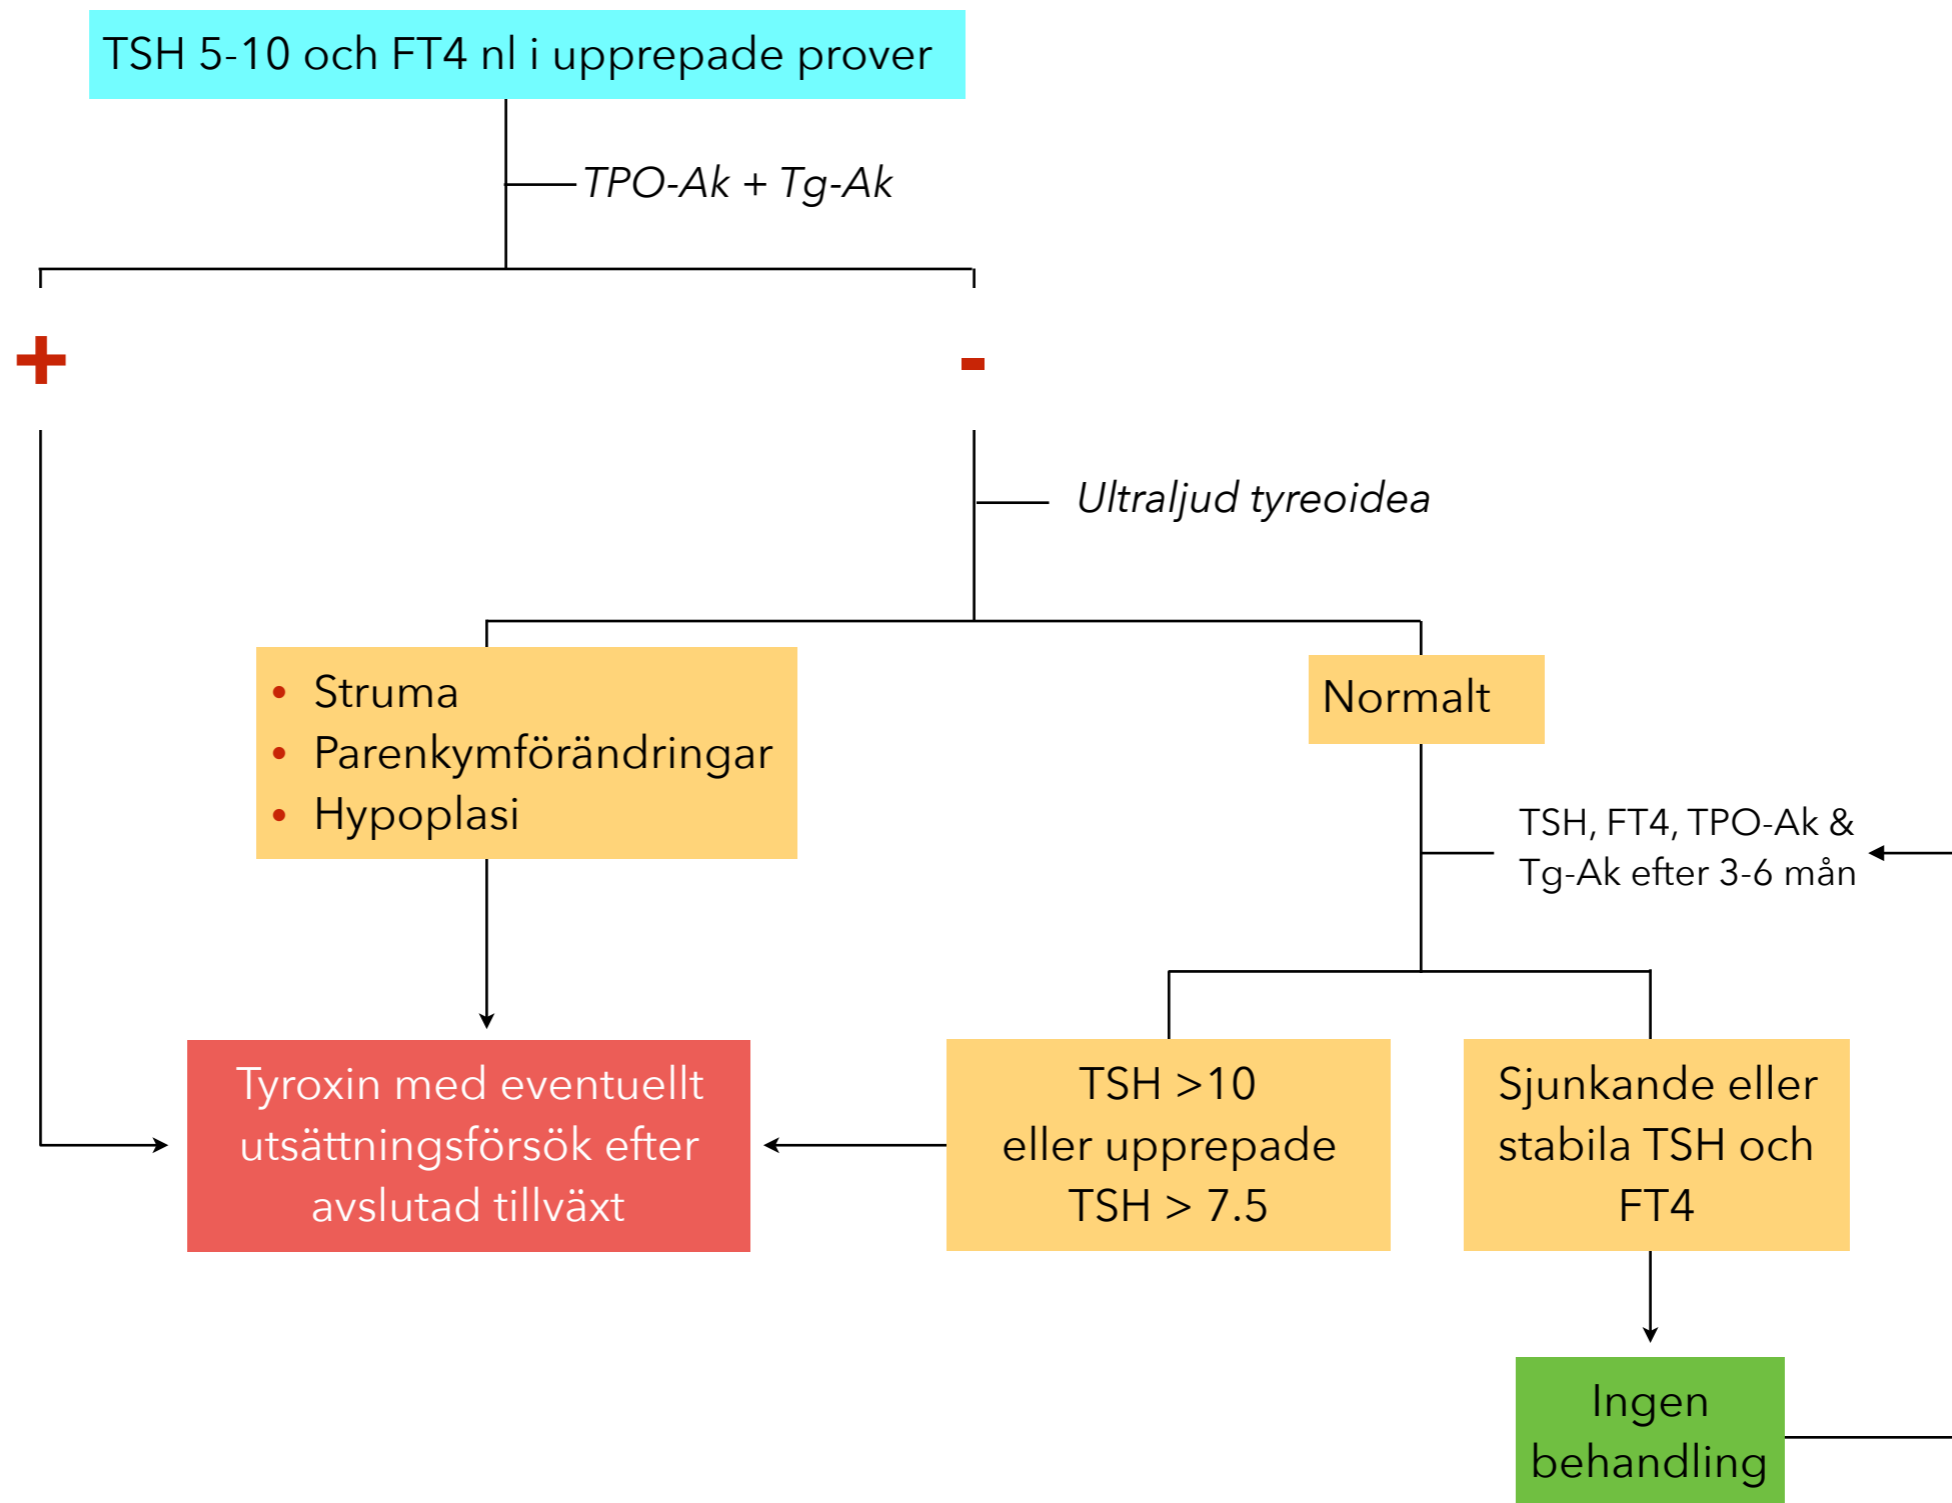 TSH 5-10 och FT4 nl i upprepade prover
TPO-Ak + Tg-Ak
+
-
Ultraljud tyreoidea
• Struma
• Parenkymförändringar
• Hypoplasi
Normalt
TSH, FT4, TPO-Ak &
Tg-Ak efter 3-6 mån
Tyroxin med eventuellt
utsättningsförsök efter
avslutad tillväxt
TSH >10
eller upprepade
TSH > 7.5
Sjunkande eller
stabila TSH och
FT4
Ingen
behandling